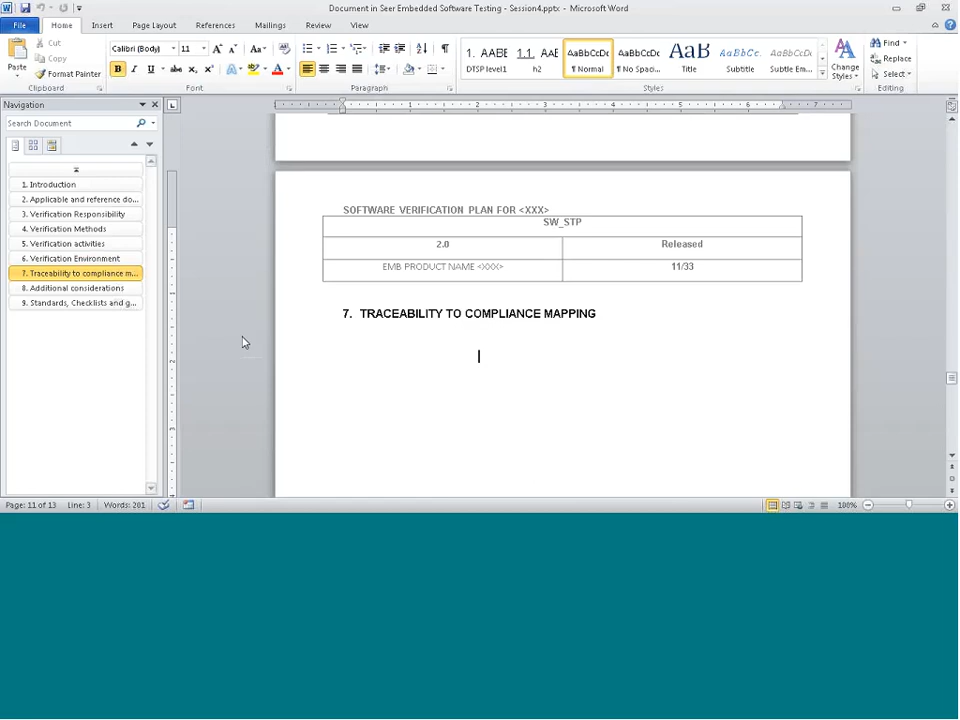 Document in Seer Embedded Software Testing - Session4.pptx - Microsoft Word
File Home Insert Page Layout References Mailings Review View
Cut
Copy
Format Painter
Paste
Clipboard
Calibri (Body) 11
Font
Paragraph
1. AABE 1.1. AAE AaBbCcDc AaBbCcDc AaB AaBbCc. AaBbCcDc
DTSP level1 h2 ¶ Normal ¶ No Spaci... Title Subtitle Subtle Em...
Styles
Change Styles
Find
Replace
Select
Editing
Navigation
Search Document
1. Introduction
2. Applicable and reference do...
3. Verification Responsibility
4. Verification Methods
5. Verification activities
6. Verification Environment
7. Traceability to compliance m...
8. Additional considerations
9. Standards, Checklists and g...
SOFTWARE VERIFICATION PLAN FOR <XXX>
SW_STP
2.0 Released
EMB PRODUCT NAME <XXX> 11/33
7. TRACEABILITY TO COMPLIANCE MAPPING
Page: 11 of 13 Line: 3 Words: 201 100%